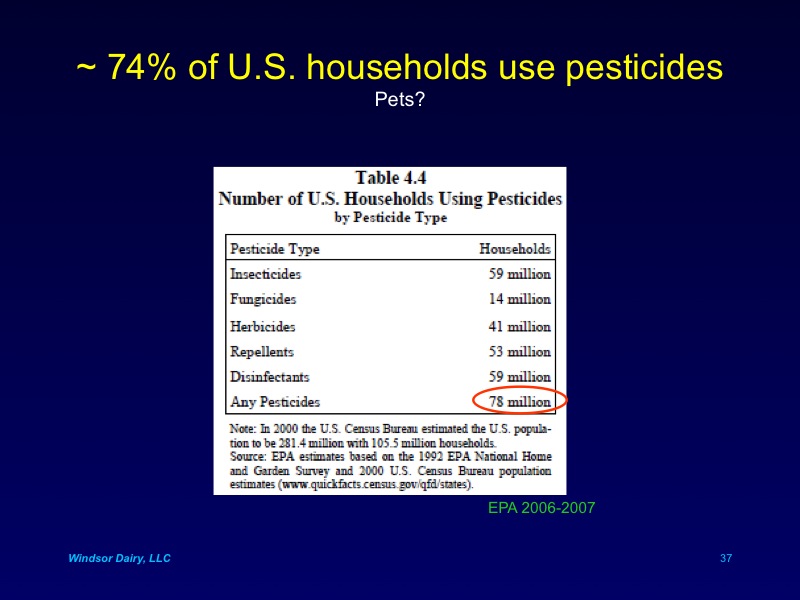 ~ 74% of U.S. households use pesticides
Pets?
Table 4.4
Number of U.S. Households Using Pesticides
by Pesticide Type
Pesticide Type Households
Insecticides 59 million
Fungicides 14 million
Herbicides 41 million
Repellents 53 million
Disinfectants 59 million
Any Pesticides 78 million
Note: In 2000 the U.S. Census Bureau estimated the U.S. popula-
tion to be 281.4 million with 105.5 million households.
Source: EPA estimates based on the 1992 EPA National Home
and Garden Survey and 2000 U.S. Census Bureau population
estimates (www.quickfacts.census.gov/qfd/states).
EPA 2006-2007
Windsor Dairy, LLC
37